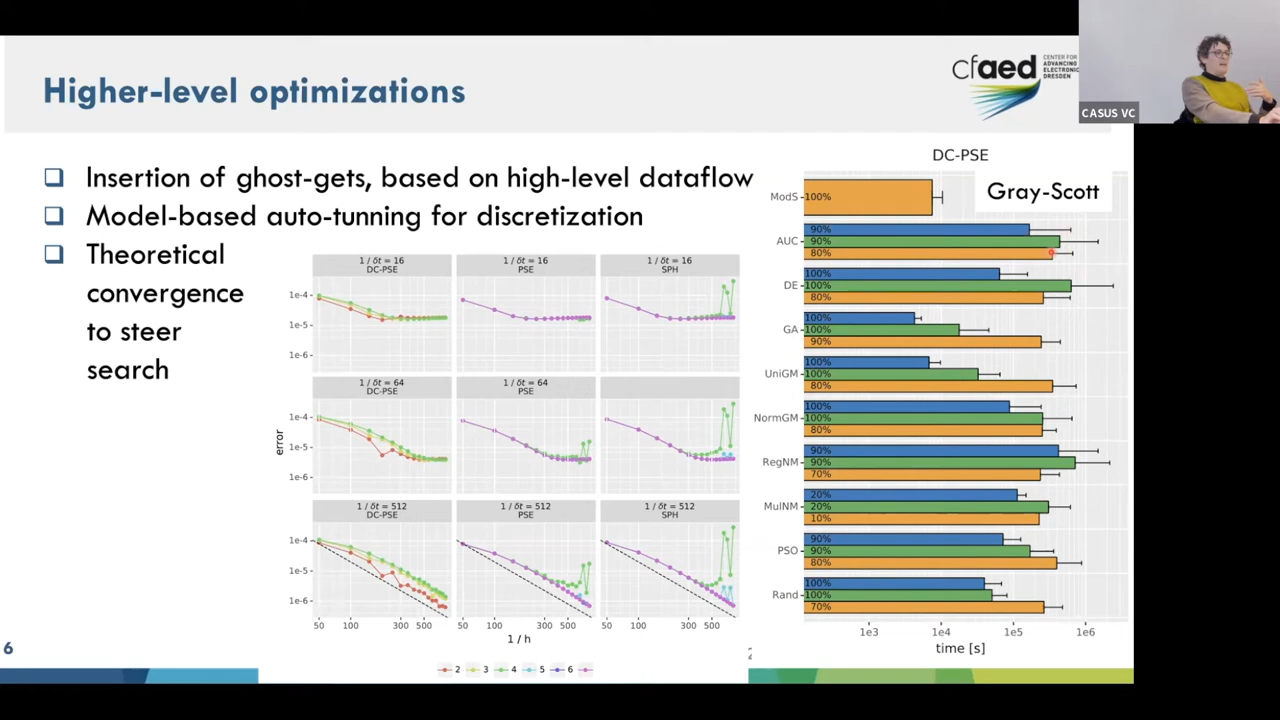 Higher-level optimizations
cfaed
CENTER FOR
ADVANCING
ELECTRONICS
DRESDEN
CASUS VC
Insertion of ghost-gets, based on high-level dataflow
Model-based auto-tunning for discretization
Theoretical
convergence
to steer
search
1 / δt = 16
DC-PSE
1 / δt = 16
PSE
1 / δt = 16
SPH
1e-4
1e-5
1e-6
1 / δt = 64
DC-PSE
1 / δt = 64
PSE
1e-4
1e-5
1e-6
error
1 / δt = 512
DC-PSE
1 / δt = 512
PSE
1 / δt = 512
SPH
1e-4
1e-5
1e-6
50 100 300 500 50 100 300 500 50 100 300 500
1 / h
2 3 4 5 6
DC-PSE
Gray-Scott
ModS 100%
90%
AUC 90%
80%
100%
DE 100%
80%
100%
GA 100%
90%
100%
UniGM 100%
80%
100%
NormGM 100%
80%
90%
RegNM 90%
70%
20%
MulNM 20%
10%
90%
PSO 90%
80%
100%
Rand 100%
70%
1e3 1e4 1e5 1e6
time [s]
6